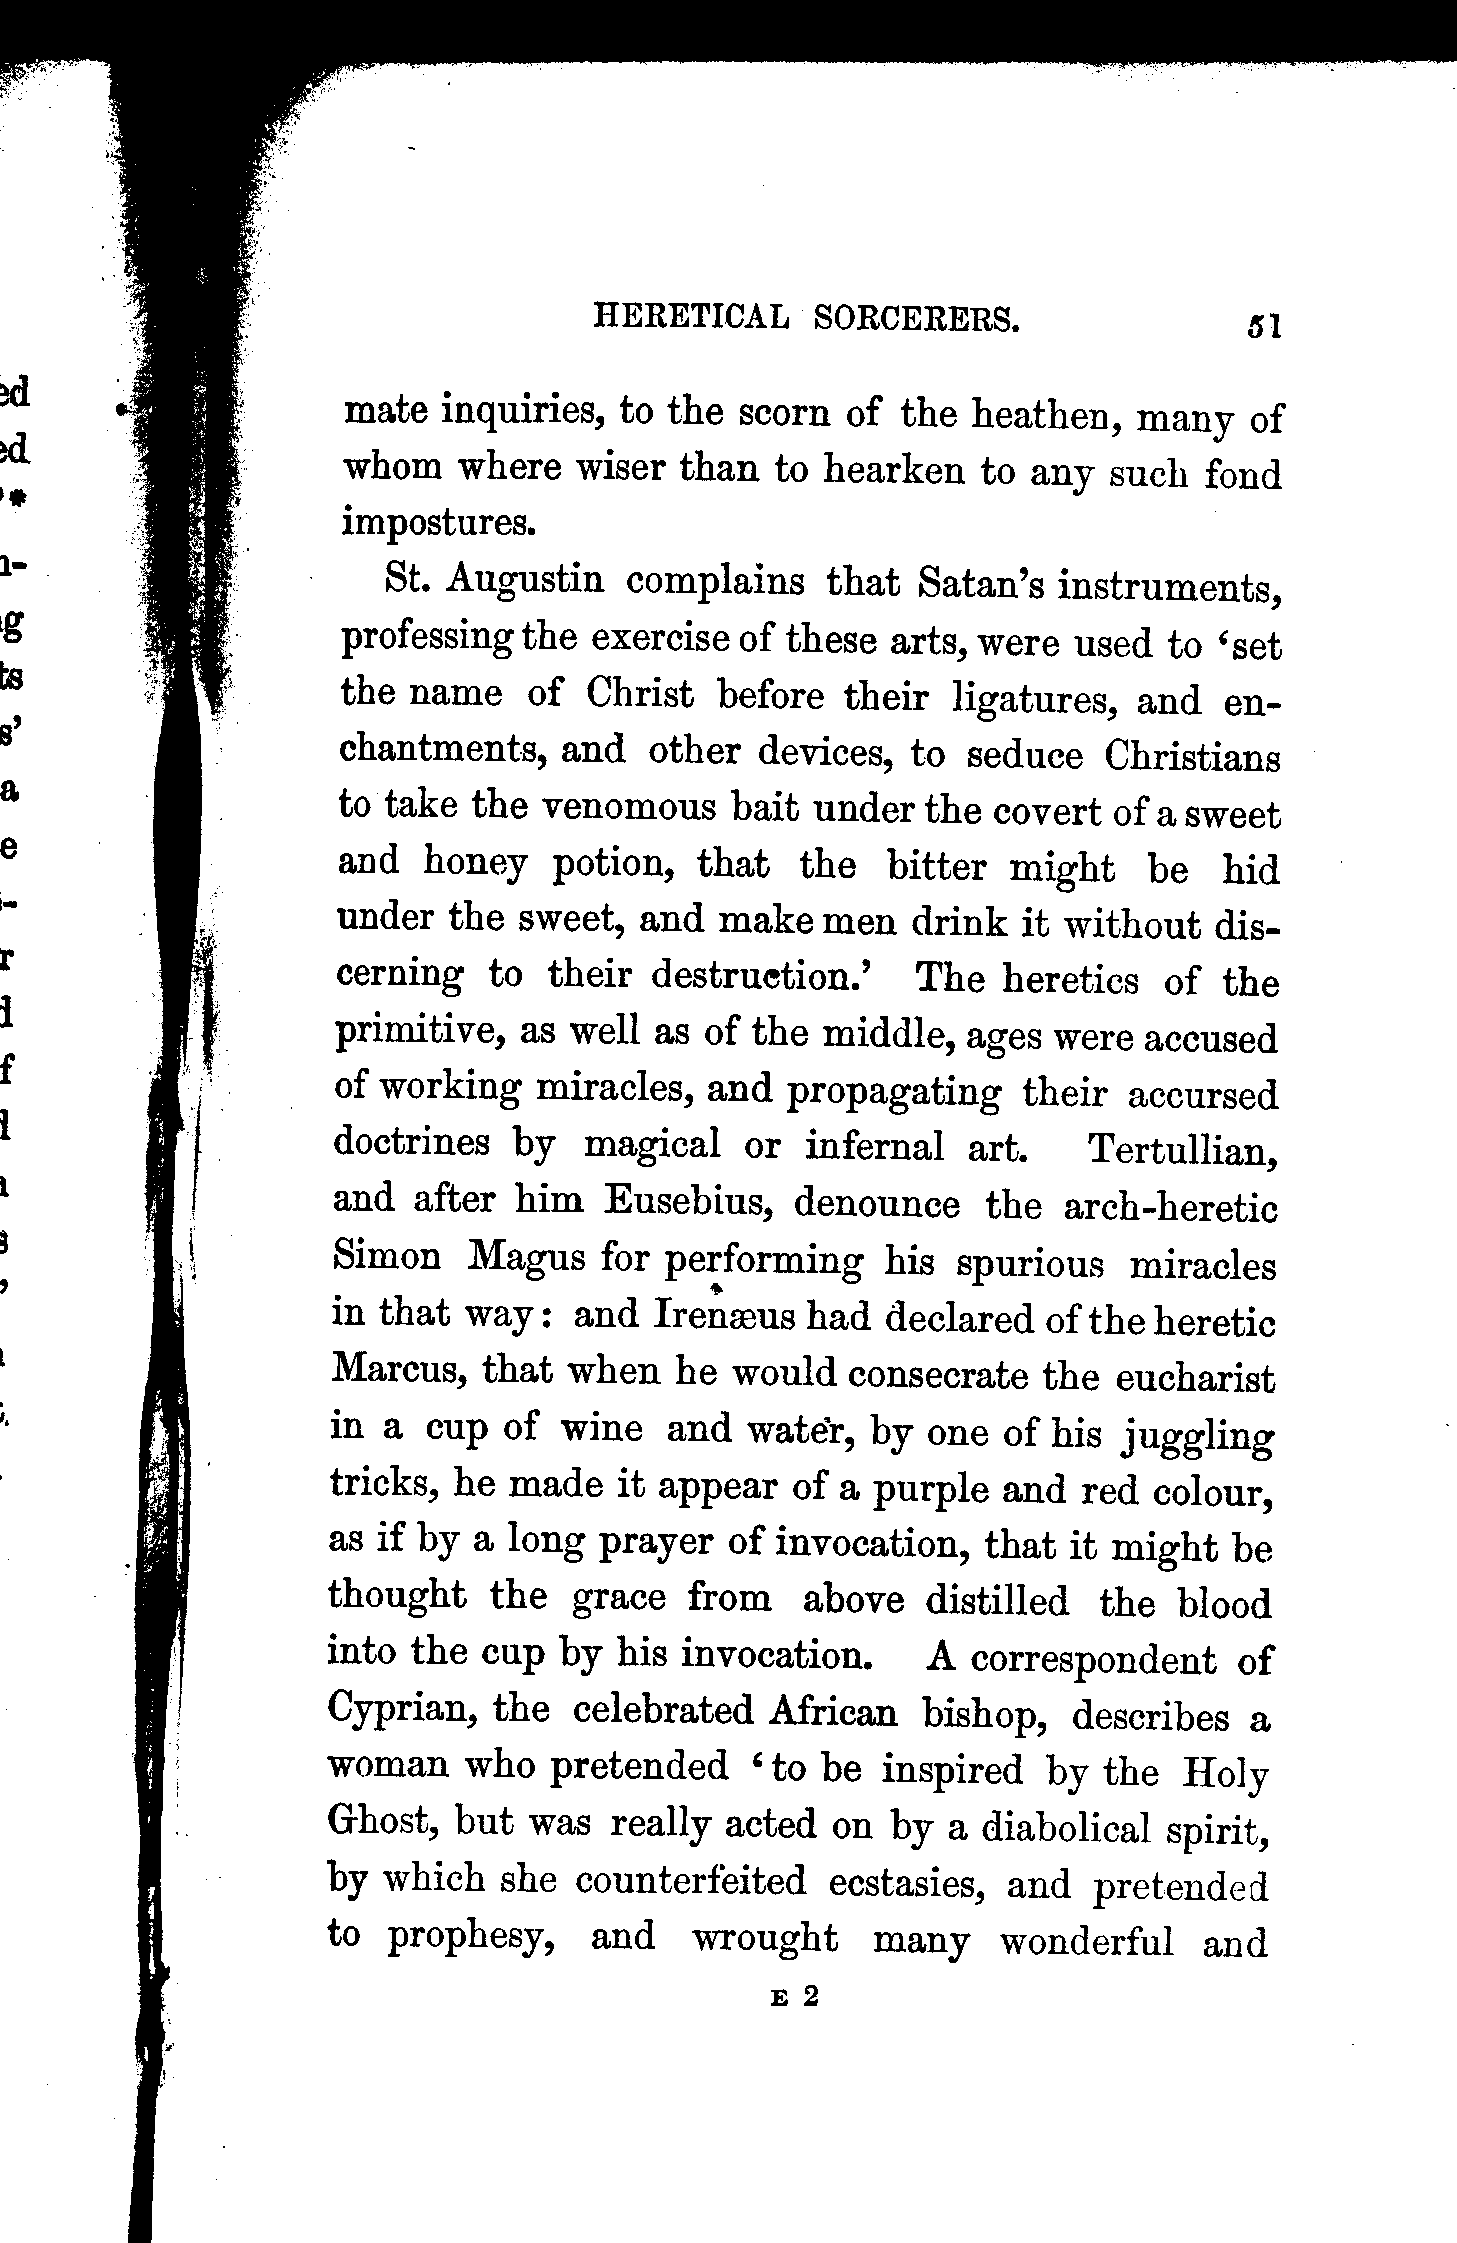 HERETICAL SORCERERS. 51
mate inquiries, to the scorn of the heathen, many of
whom where wiser than to hearken to any such fond
impostures.
St. Augustin complains that Satan's instruments,
professing the exercise of these arts, were used to ‘set
the name of Christ before their ligatures, and en-
chantments, and other devices, to seduce Christians
to take the venomous bait under the covert of a sweet
and honey potion, that the bitter might be hid
under the sweet, and make men drink it without dis-
cerning to their destruction.’ The heretics of the
primitive, as well as of the middle, ages were accused
of working miracles, and propagating their accursed
doctrines by magical or infernal art. Tertullian,
and after him Eusebius, denounce the arch-heretic
Simon Magus for performing his spurious miracles
in that way: and Irenæus had declared of the heretic
Marcus, that when he would consecrate the eucharist
in a cup of wine and water, by one of his juggling
tricks, he made it appear of a purple and red colour,
as if by a long prayer of invocation, that it might be
thought the grace from above distilled the blood
into the cup by his invocation. A correspondent of
Cyprian, the celebrated African bishop, describes a
woman who pretended ‘to be inspired by the Holy
Ghost, but was really acted on by a diabolical spirit,
by which she counterfeited ecstasies, and pretended
to prophesy, and wrought many wonderful and
E 2